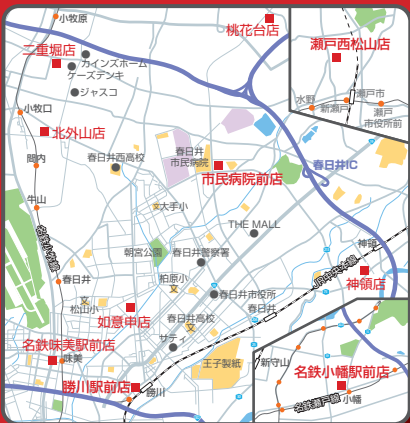 小牧原
桃花台店
二重堀店
カインズホーム
ケーズデンキ
ジャスコ
瀬戸西松山店
水野
瀬戸市
新瀬戸
瀬戸
市役所前
小牧口
北外山店
間内
春日井西高校
春日井
市民病院
市民病院前店
春日井IC
牛山
文大手小
THE MALL
名鉄小牧線
朝宮公園
春日井警察署
神領
JR中央本線
神領店
春日井
柏原小
文
春日井市役所
文
松山小
春日井
如意申店
春日井高校
文
サティ
名鉄味美駅前店
味美
王子製紙
新守山
名鉄小幡駅前店
勝川駅前店
勝川
名鉄瀬戸線
小幡